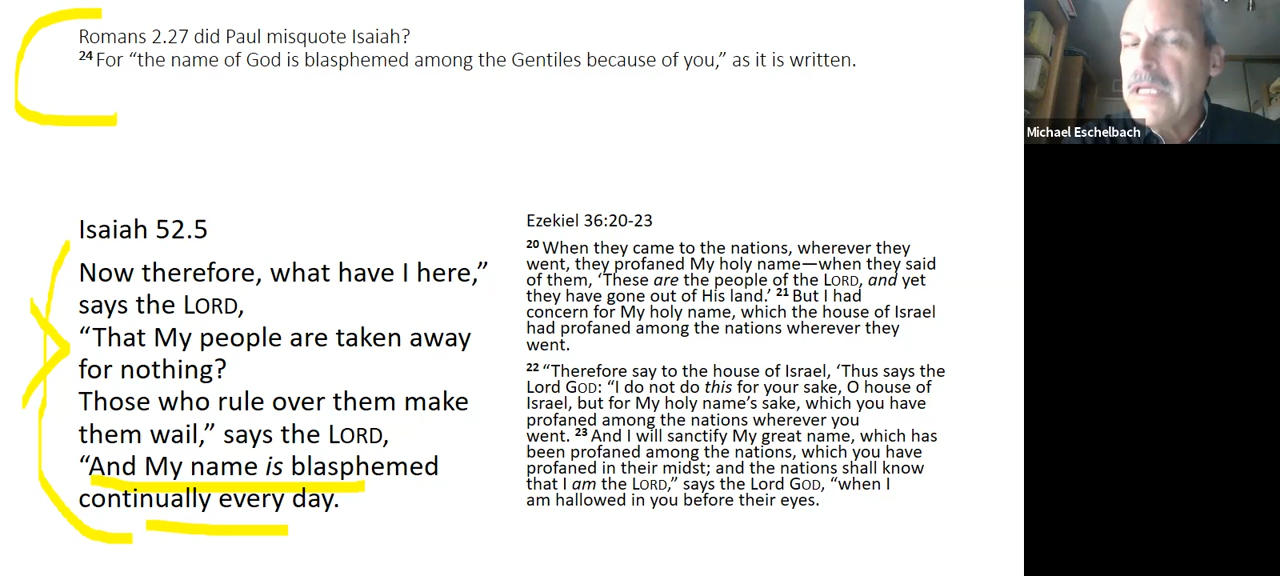 Romans 2.27 did Paul misquote Isaiah?
24 For “the name of God is blasphemed among the Gentiles because of you,” as it is written.
Michael Eschelbach
Isaiah 52.5
Now therefore, what have I here,”
says the LORD,
“That My people are taken away
for nothing?
Those who rule over them make
them wail,” says the LORD,
“And My name is blasphemed
continually every day.
Ezekiel 36:20-23
20 When they came to the nations, wherever they
went, they profaned My holy name—when they said
of them, ‘These are the people of the LORD, and yet
they have gone out of His land.’ 21 But I had
concern for My holy name, which the house of Israel
had profaned among the nations wherever they
went.
22 “Therefore say to the house of Israel, ‘Thus says the
Lord GOD: “I do not do this for your sake, O house of
Israel, but for My holy name’s sake, which you have
profaned among the nations wherever you
went. 23 And I will sanctify My great name, which has
been profaned among the nations, which you have
profaned in their midst; and the nations shall know
that I am the LORD,” says the Lord GOD, “when I
am hallowed in you before their eyes.